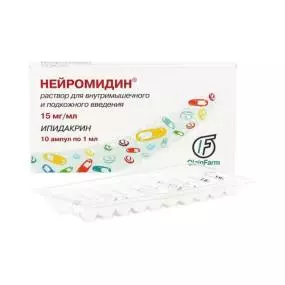 НЕЙРОМИДИН®
раствор для внутримышечного
и подкожного введения
15 мг/мл
ИПИДАКРИН
10 ампул по 1 мл
OlainFarm